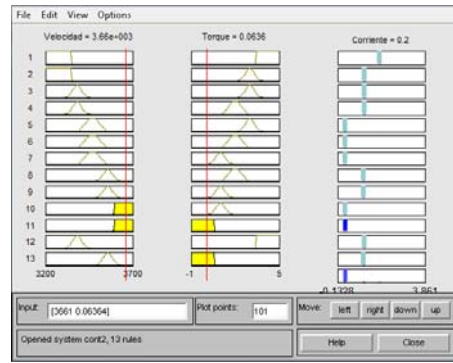 File Edit View Options
Velocidad = 3.66e+003 Torque = 0.0636 Corriente = 0.2
1
2
3
4
5
6
7
8
9
10
11
12
13
3200 3700 -1 5
-0.1328 3.861
Input: [3661 0.06364] Plot points: 101 Move: left right down up
Opened system cont2, 13 rules
Help Close